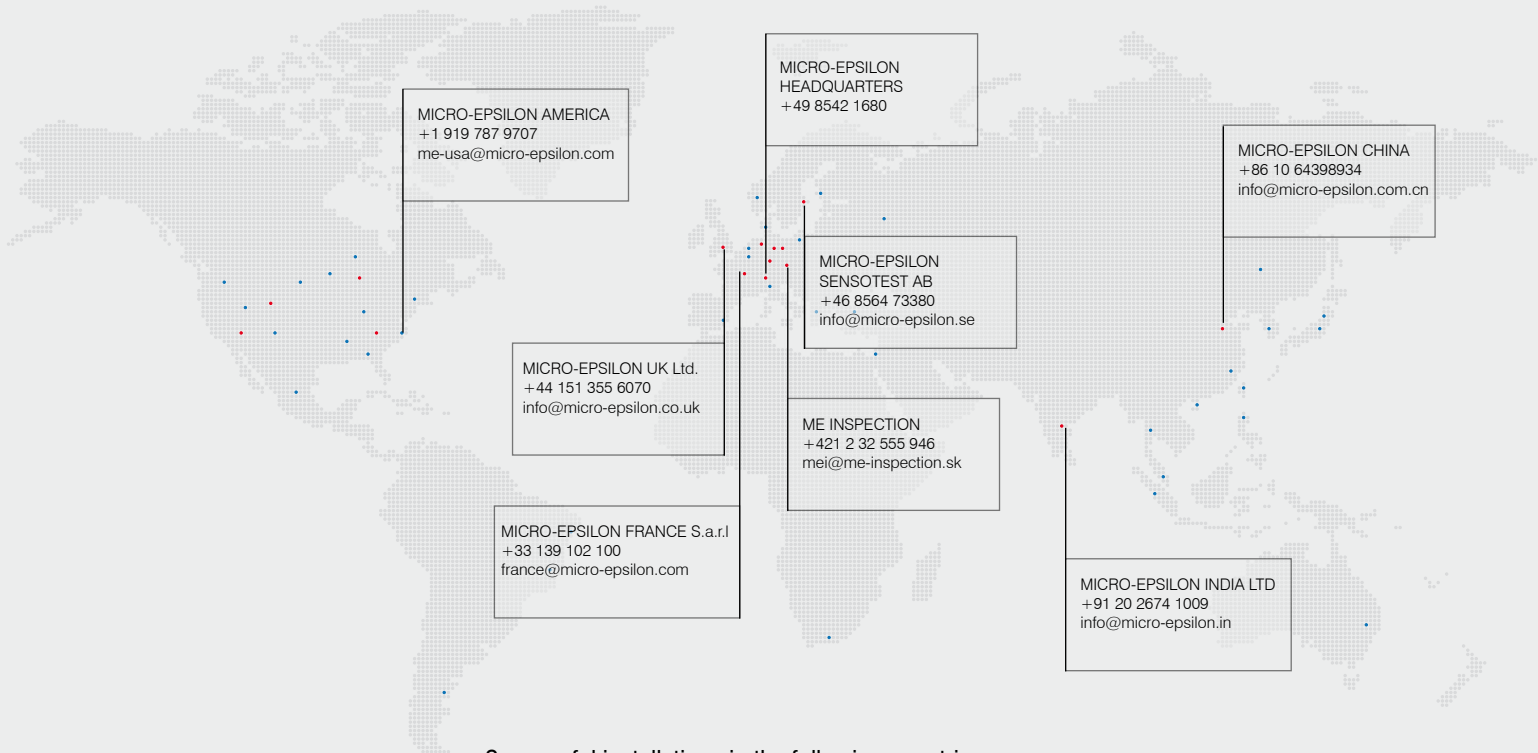 MICRO-EPSILON
HEADQUARTERS
+49 8542 1680
MICRO-EPSILON AMERICA
+1 919 787 9707
me-usa@micro-epsilon.com
MICRO-EPSILON CHINA
+86 10 64398934
info@micro-epsilon.com.cn
MICRO-EPSILON
SENSOTEST AB
+46 8564 73380
info@micro-epsilon.se
MICRO-EPSILON UK Ltd.
+44 151 355 6070
info@micro-epsilon.co.uk
ME INSPECTION
+421 2 32 555 946
mei@me-inspection.sk
MICRO-EPSILON FRANCE S.a.r.l
+33 139 102 100
france@micro-epsilon.com
MICRO-EPSILON INDIA LTD
+91 20 2674 1009
info@micro-epsilon.in